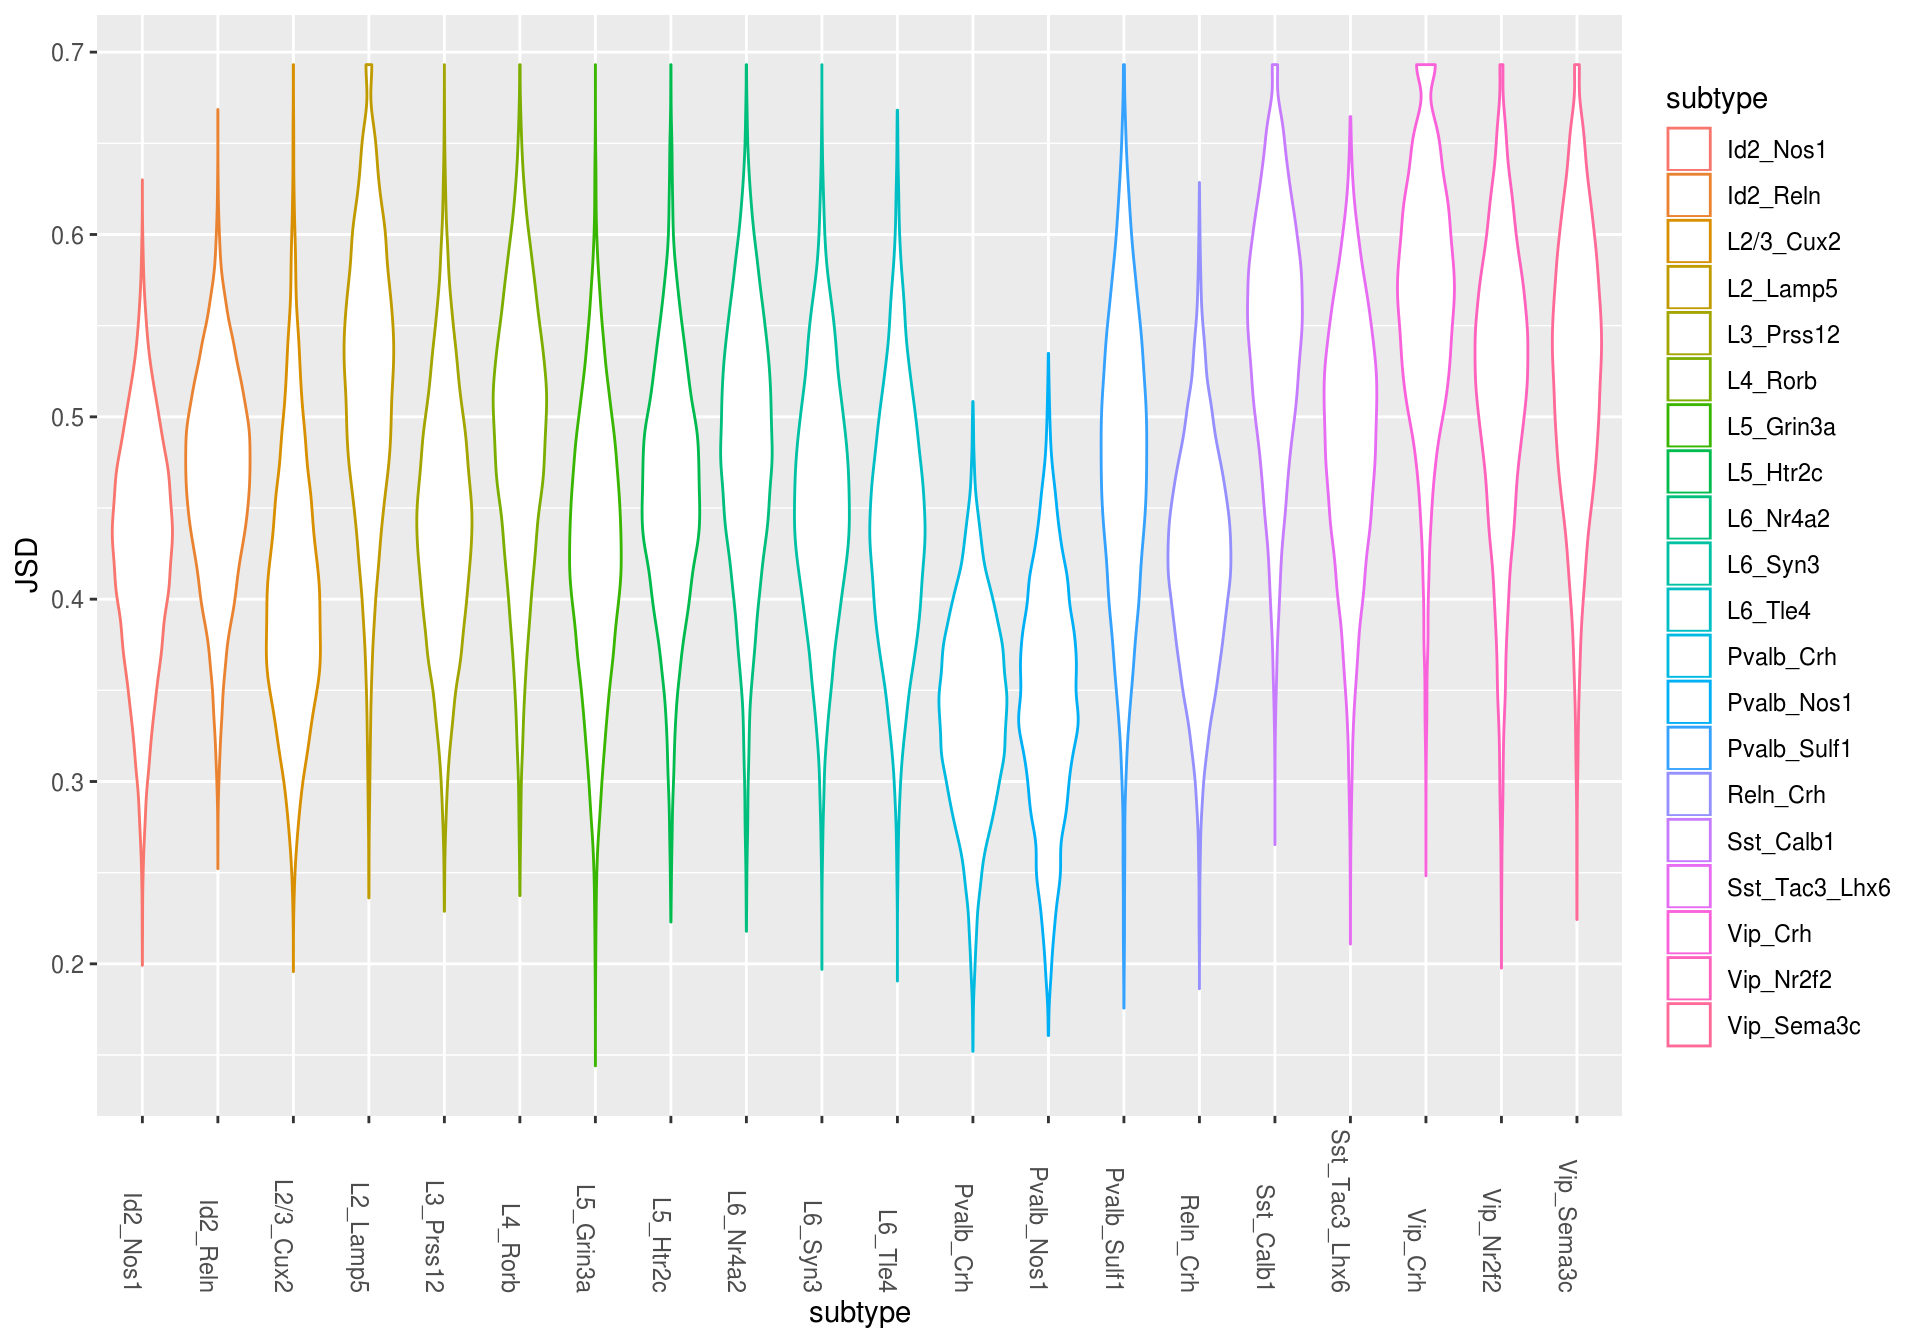 JSD
0.7
0.6
0.5
0.4
0.3
0.2
Id2_Nos1
Id2_Reln
L2/3_Cux2
L2_Lamp5
L3_Prss12
L4_Rorb
L5_Grin3a
L5_Htr2c
L6_Nr4a2
L6_Syn3
L6_Tle4
Pvalb_Crh
Pvalb_Nos1
Pvalb_Sulf1
Reln_Crh
Sst_Calb1
Sst_Tac3_Lhx6
Vip_Crh
Vip_Nr2f2
Vip_Sema3c
subtype
subtype
Id2_Nos1
Id2_Reln
L2/3_Cux2
L2_Lamp5
L3_Prss12
L4_Rorb
L5_Grin3a
L5_Htr2c
L6_Nr4a2
L6_Syn3
L6_Tle4
Pvalb_Crh
Pvalb_Nos1
Pvalb_Sulf1
Reln_Crh
Sst_Calb1
Sst_Tac3_Lhx6
Vip_Crh
Vip_Nr2f2
Vip_Sema3c